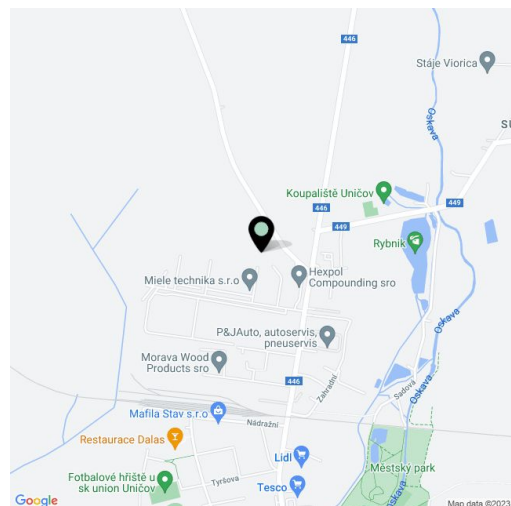 446
Stáje Viorica
Oskava
SU
Koupaliště Uničov
446
449
449
Rybník
Miele technika s.r.o
Hexpol
Compounding sro
Oskava
P&JAuto, autoservis,
pneuservis
Morava Wood
Products sro
446
Zahradní
Sadová
Oskava
Mafila Stav s.r.o
Nádražní
Restaurace Dalas
Lidl
Městský park
Fotbalové hřiště u
sk union Uničov
Tyršova
Tesco
Oskava
Google
Map data ©2023